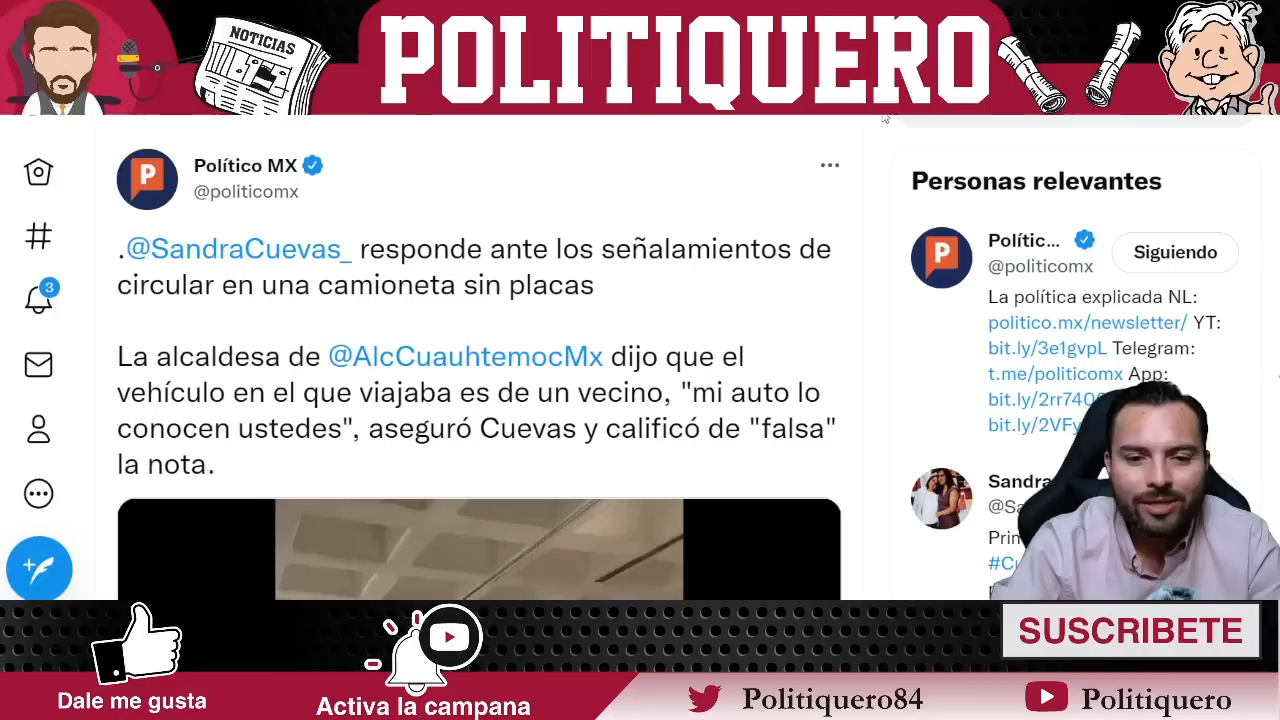 NOTICIAS
POLITIQUERO
Político MX
@politicomx
.@SandraCuevas_ responde ante los señalamientos de
circular en una camioneta sin placas
La alcaldesa de @AlcCuauhtemocMx dijo que el
vehículo en el que viajaba es de un vecino, "mi auto lo
conocen ustedes", aseguró Cuevas y calificó de "falsa"
la nota.
3
Personas relevantes
Polític...
@politicomx
Siguiendo
La política explicada NL:
politico.mx/newsletter/ YT:
bit.ly/3e1gvpL Telegram:
t.me/politicomx App:
Sandra
#C
Dale me gusta
Activa la campana
SUSCRIBETE
Politiquero84
Politiquero